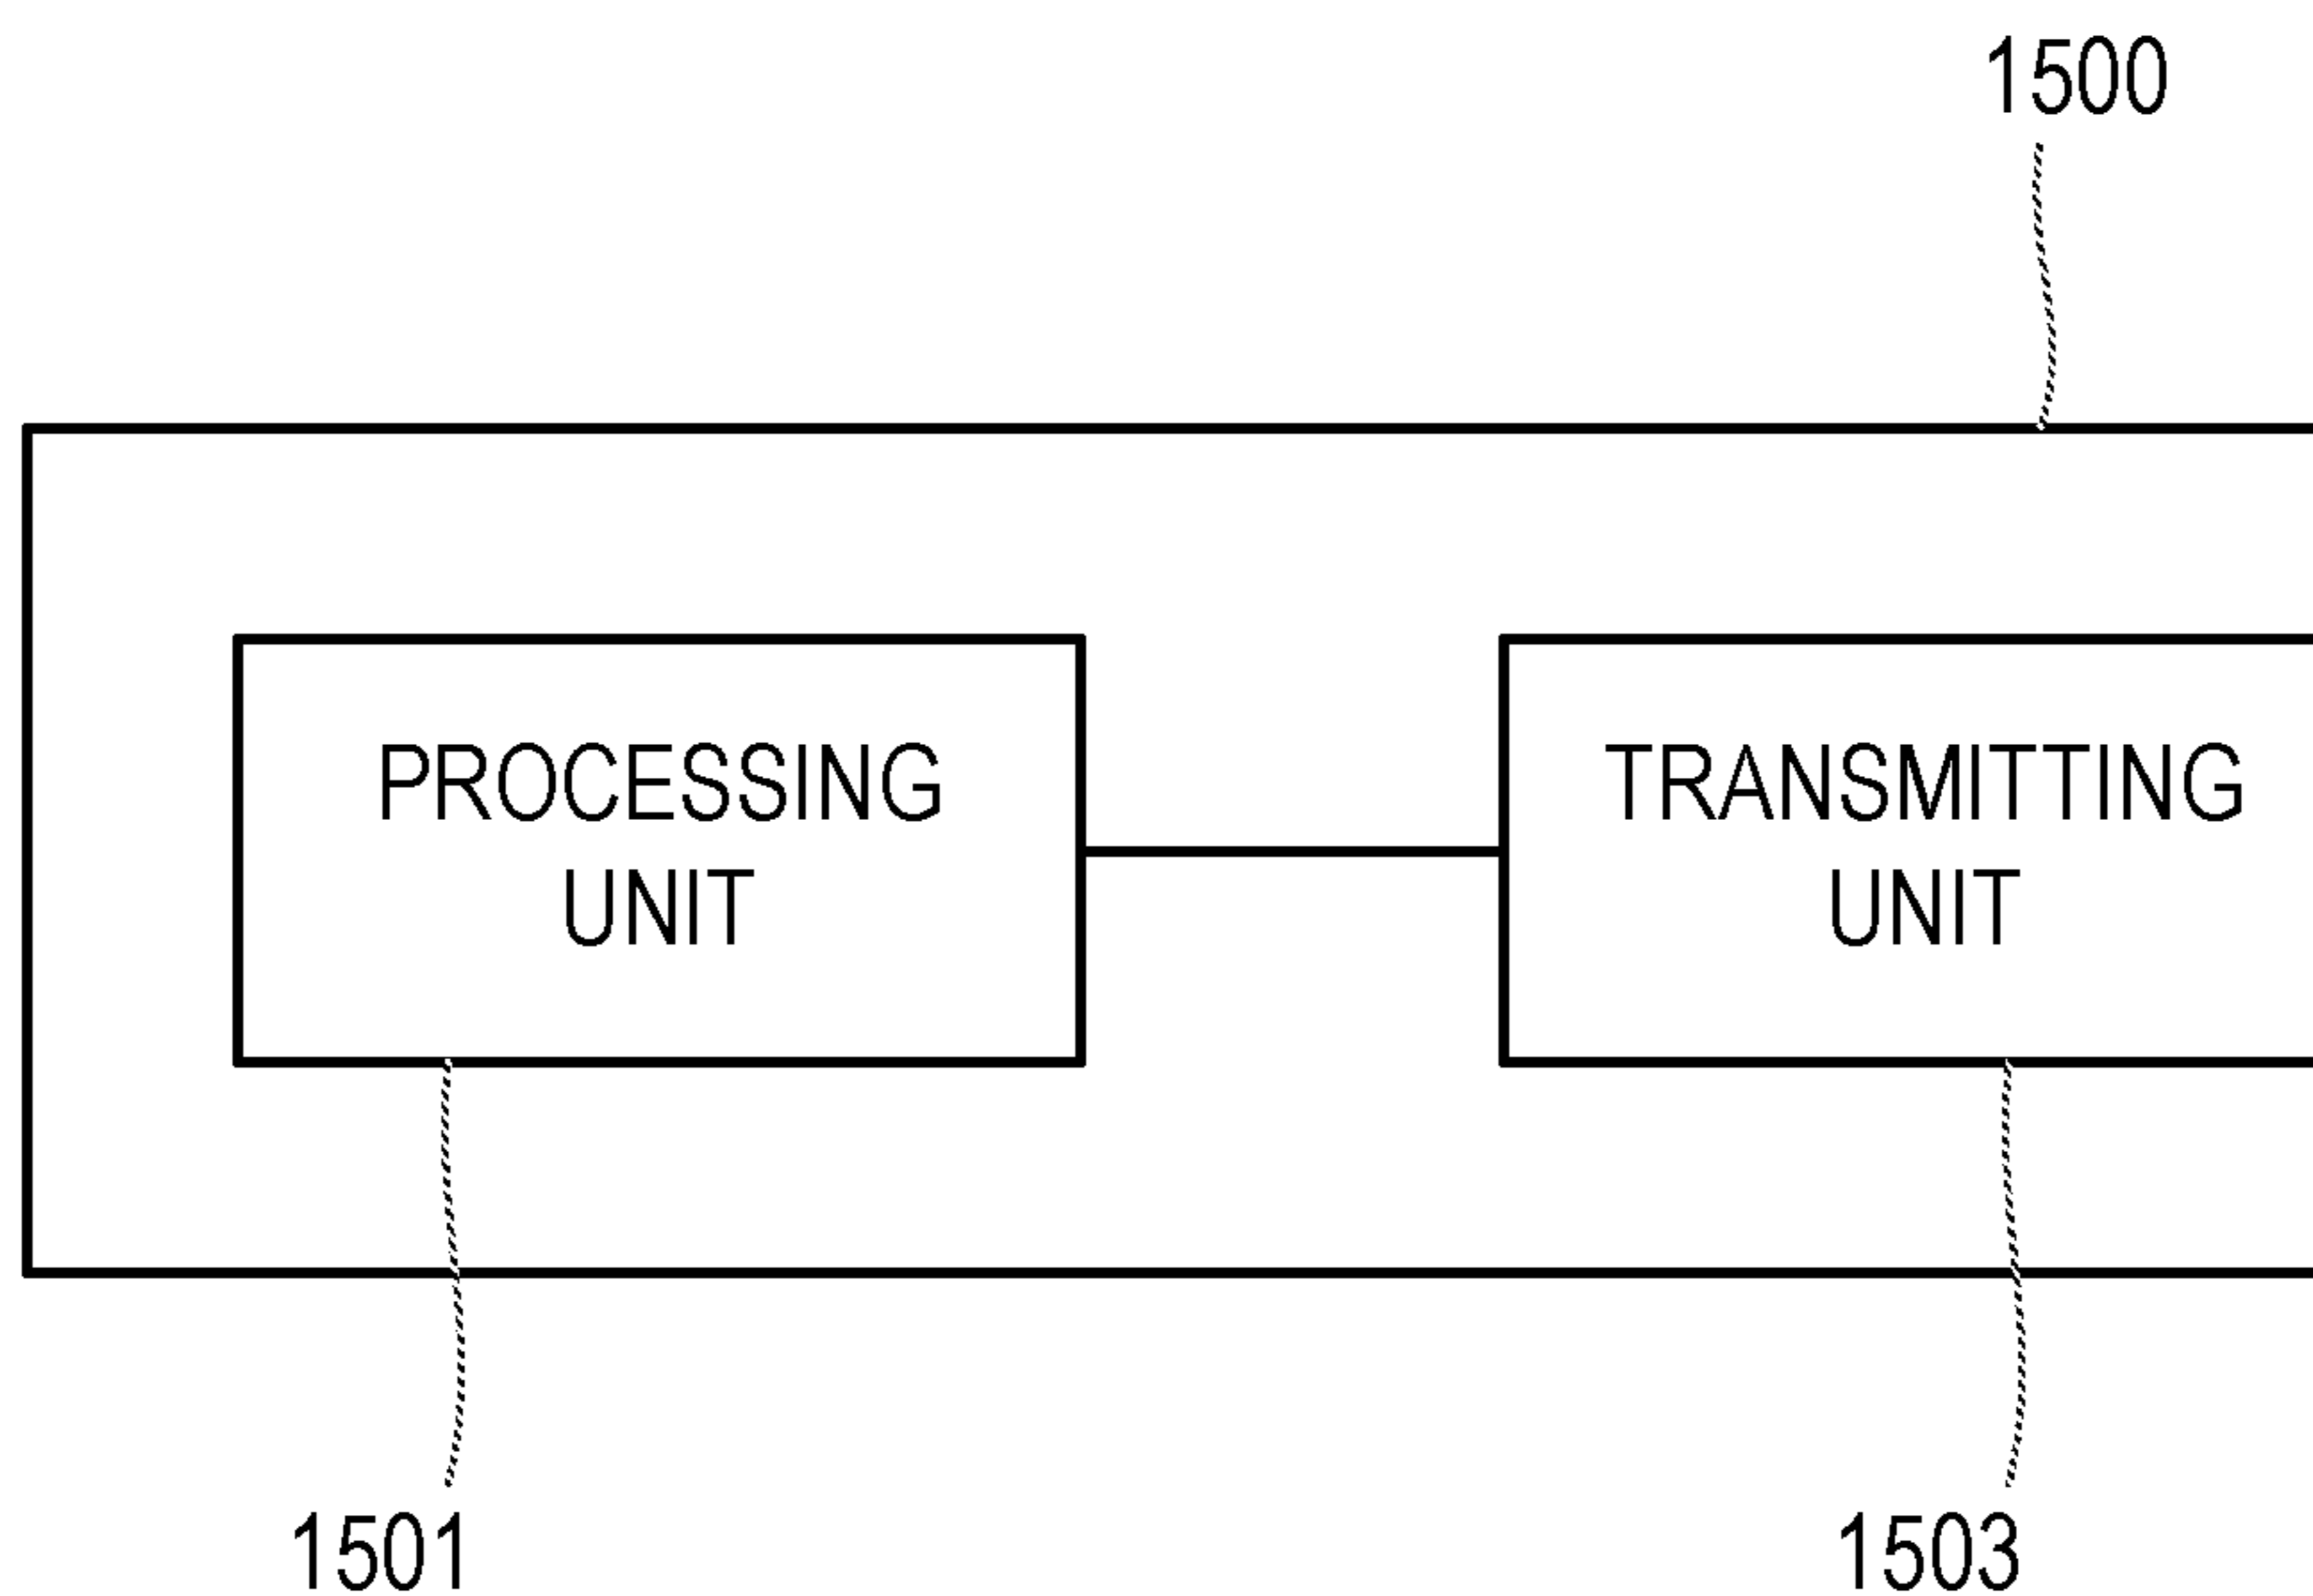 1500
PROCESSING
UNIT
TRANSMITTING
UNIT
1501
1503